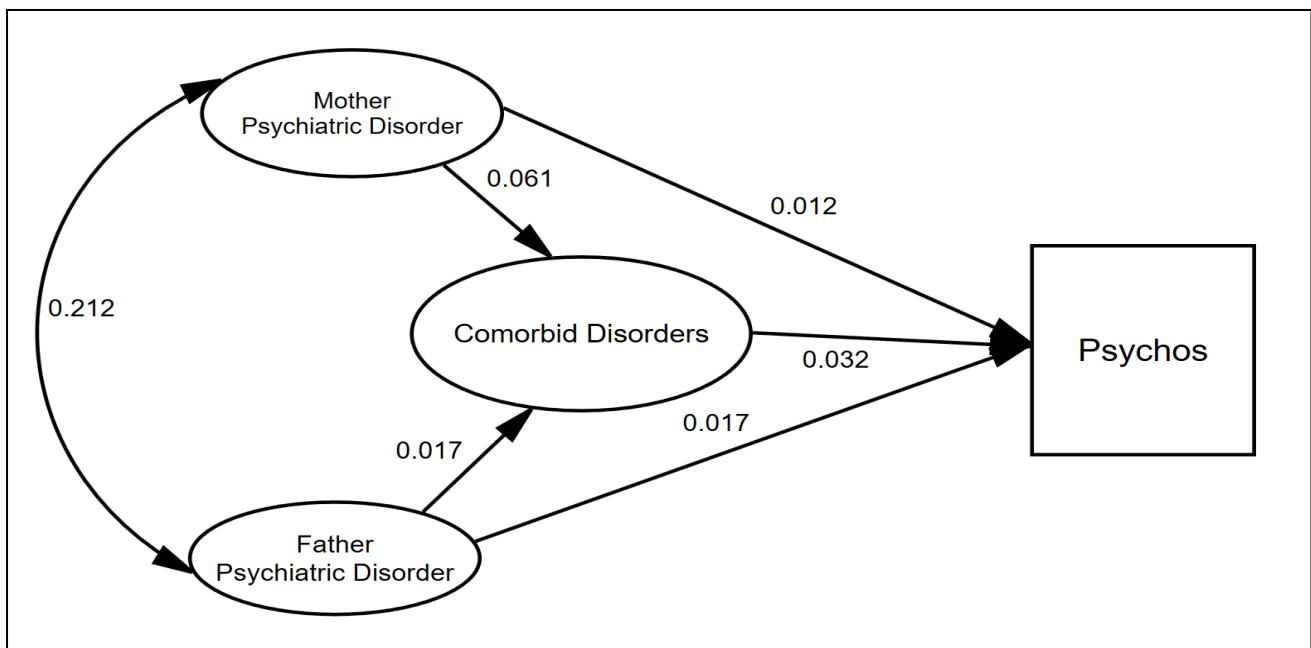 Mother
Psychiatric Disorder
0.061
0.012
0.212
Comorbid Disorders
0.032
Psychos
0.017
0.017
Father
Psychiatric Disorder